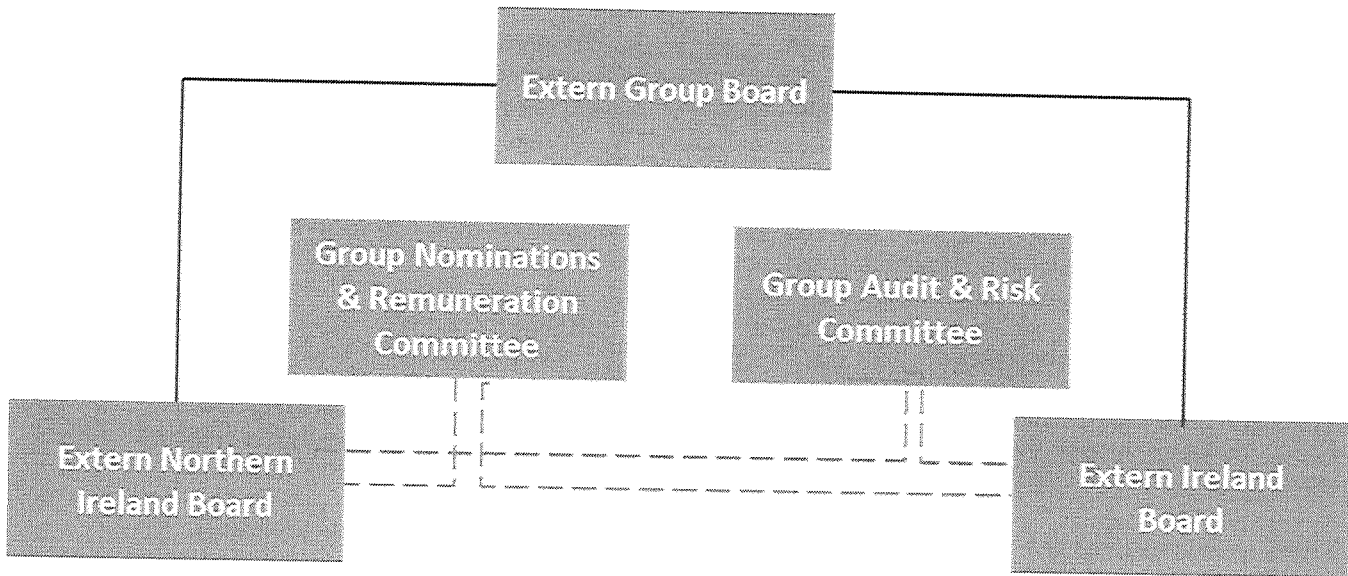 Extern Group Board
Group Nominations
& Remuneration
Committee
Group Audit & Risk
Committee
Extern Northern
Ireland Board
Extern Ireland
Board